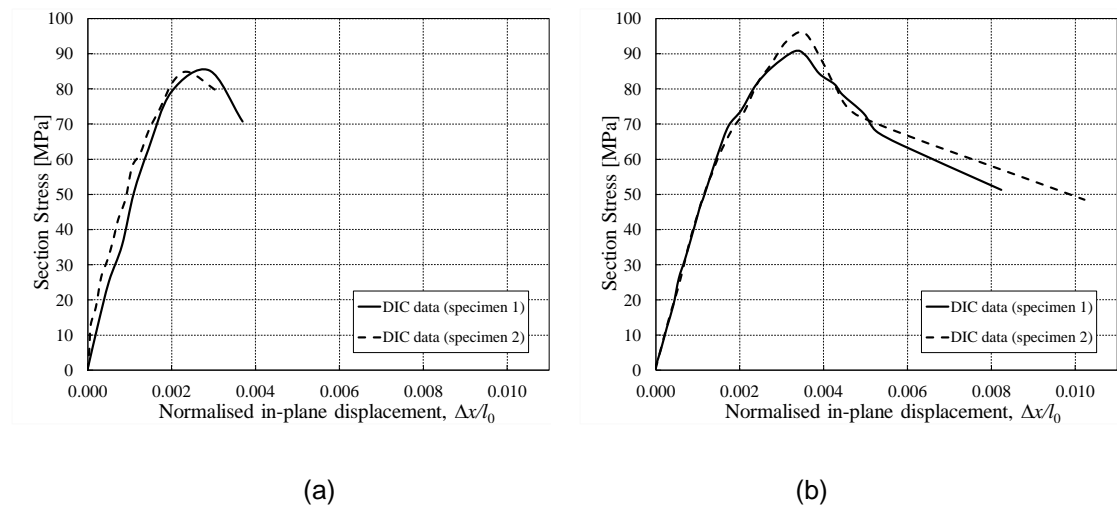 100
90
80
70
60
50
40
30
20
10
0
Section Stress [MPa]
DIC data (specimen 1)
DIC data (specimen 2)
0.000 0.002 0.004 0.006 0.008 0.010
Normalised in-plane displacement, Δx/l0
(a)
100
90
80
70
60
50
40
30
20
10
0
Section Stress [MPa]
DIC data (specimen 1)
DIC data (specimen 2)
0.000 0.002 0.004 0.006 0.008 0.010
Normalised in-plane displacement, Δx/l0
(b)